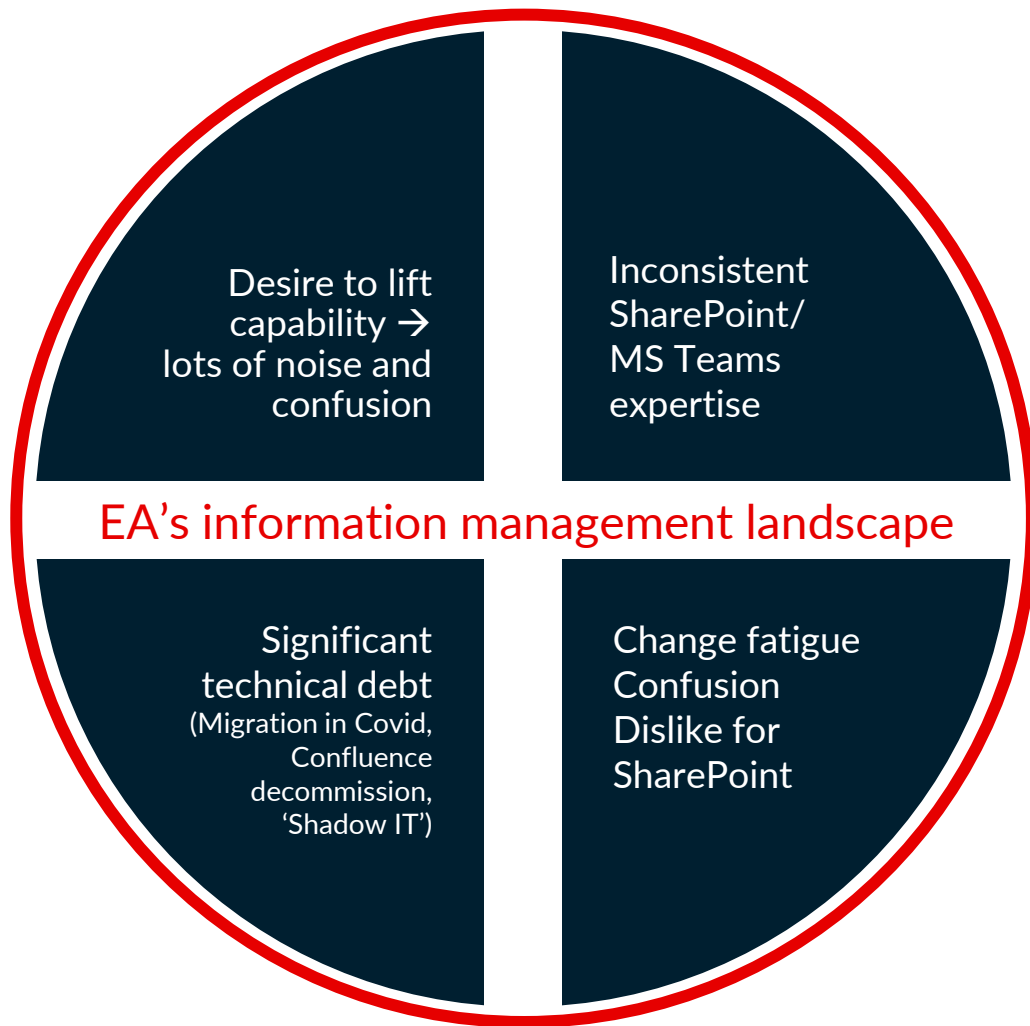 Desire to lift
capability →
lots of noise and
confusion
Inconsistent
SharePoint/
MS Teams
expertise
EA’s information management landscape
Significant
technical debt
(Migration in Covid,
Confluence
decommission,
‘Shadow IT’)
Change fatigue
Confusion
Dislike for
SharePoint